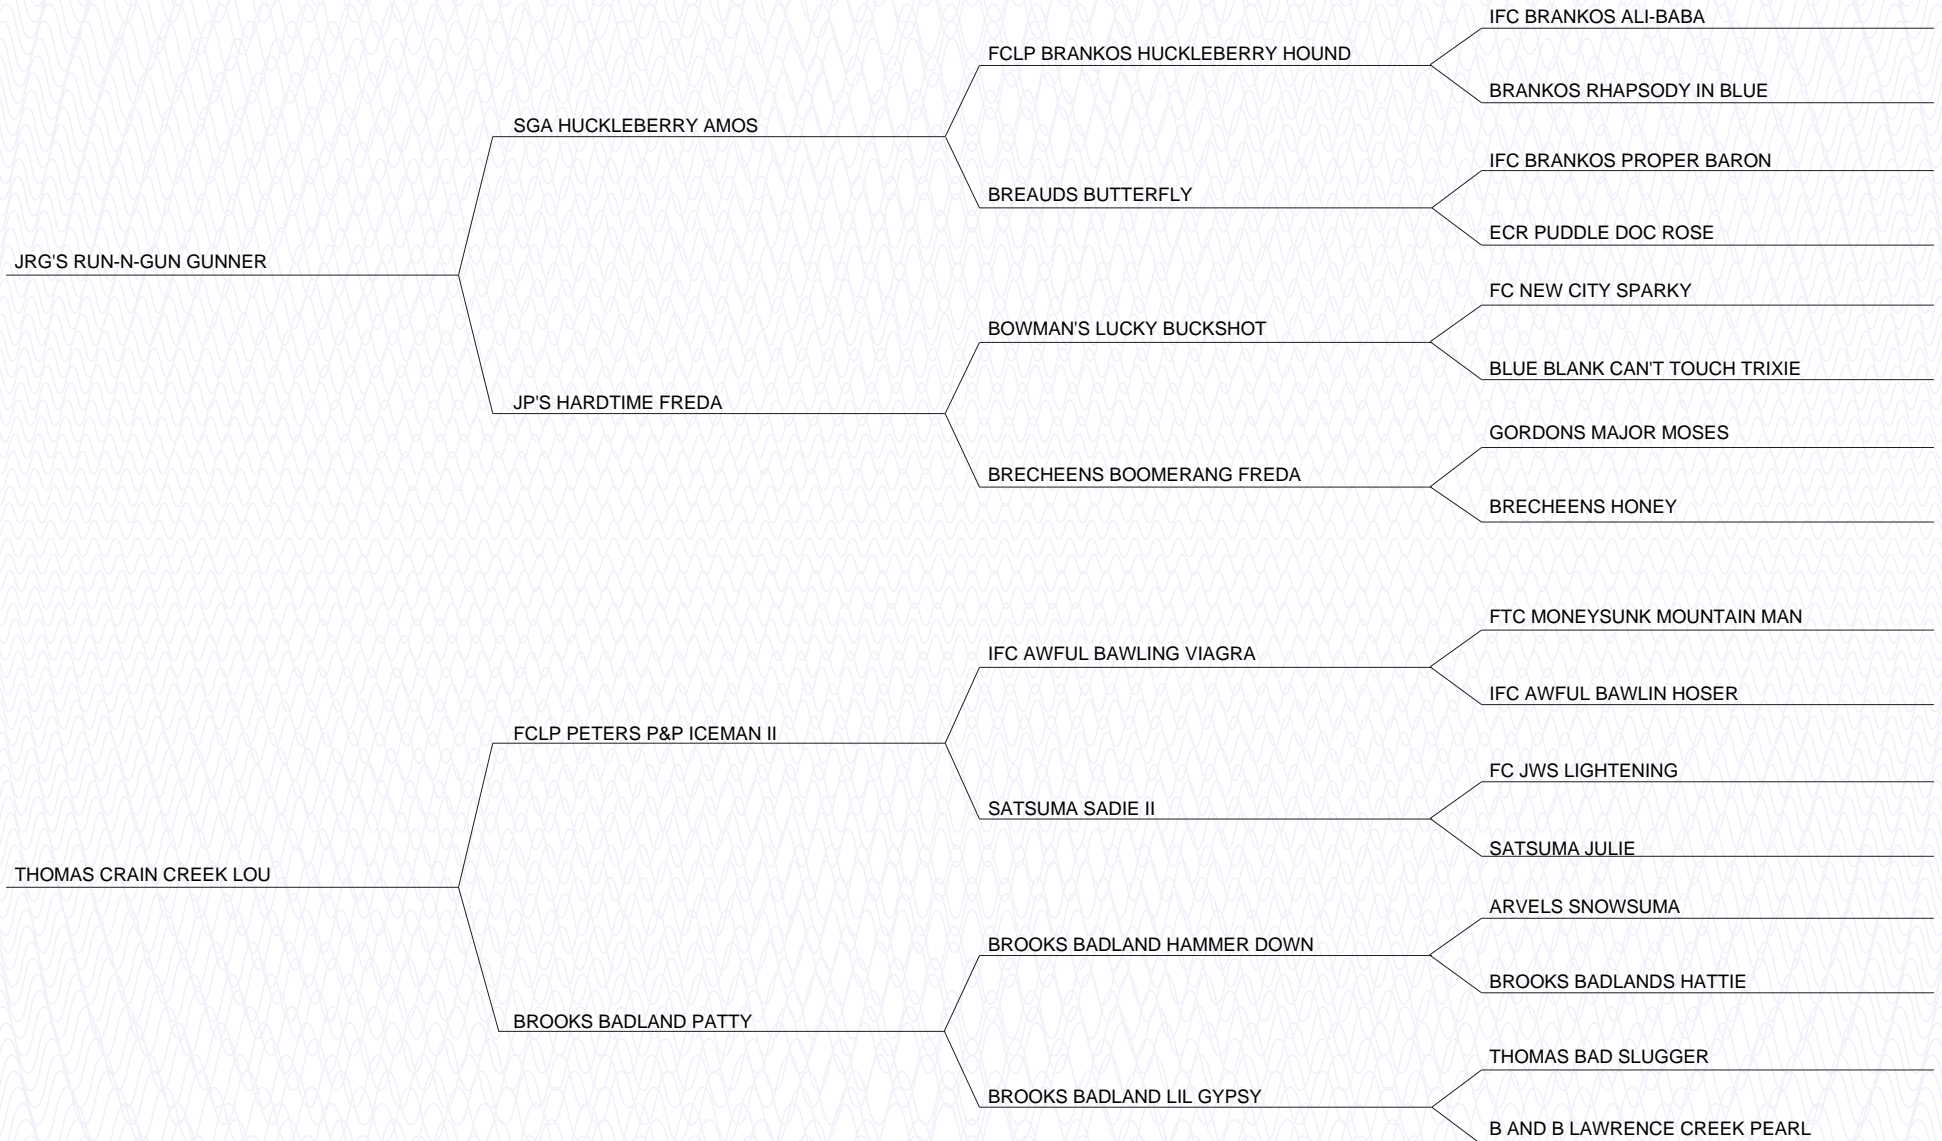 IFC BRANKOS ALI-BABA
FCLP BRANKOS HUCKLEBERRY HOUND
BRANKOS RHAPSODY IN BLUE
SGA HUCKLEBERRY AMOS
IFC BRANKOS PROPER BARON
BREAUDS BUTTERFLY
ECR PUDDLE DOC ROSE
JRG'S RUN-N-GUN GUNNER
FC NEW CITY SPARKY
BOWMAN'S LUCKY BUCKSHOT
BLUE BLANK CAN'T TOUCH TRIXIE
JP'S HARDTIME FREDA
GORDONS MAJOR MOSES
BRECHEENS BOOMERANG FREDA
BRECHEENS HONEY
FTC MONEYSUNK MOUNTAIN MAN
IFC AWFUL BAWLING VIAGRA
IFC AWFUL BAWLIN HOSER
FCLP PETERS P&P ICEMAN II
FC JWS LIGHTENING
SATSUMA SADIE II
SATSUMA JULIE
THOMAS CRAIN CREEK LOU
ARVELS SNOWSUMA
BROOKS BADLAND HAMMER DOWN
BROOKS BADLANDS HATTIE
BROOKS BADLAND PATTY
THOMAS BAD SLUGGER
BROOKS BADLAND LIL GYPSY
B AND B LAWRENCE CREEK PEARL